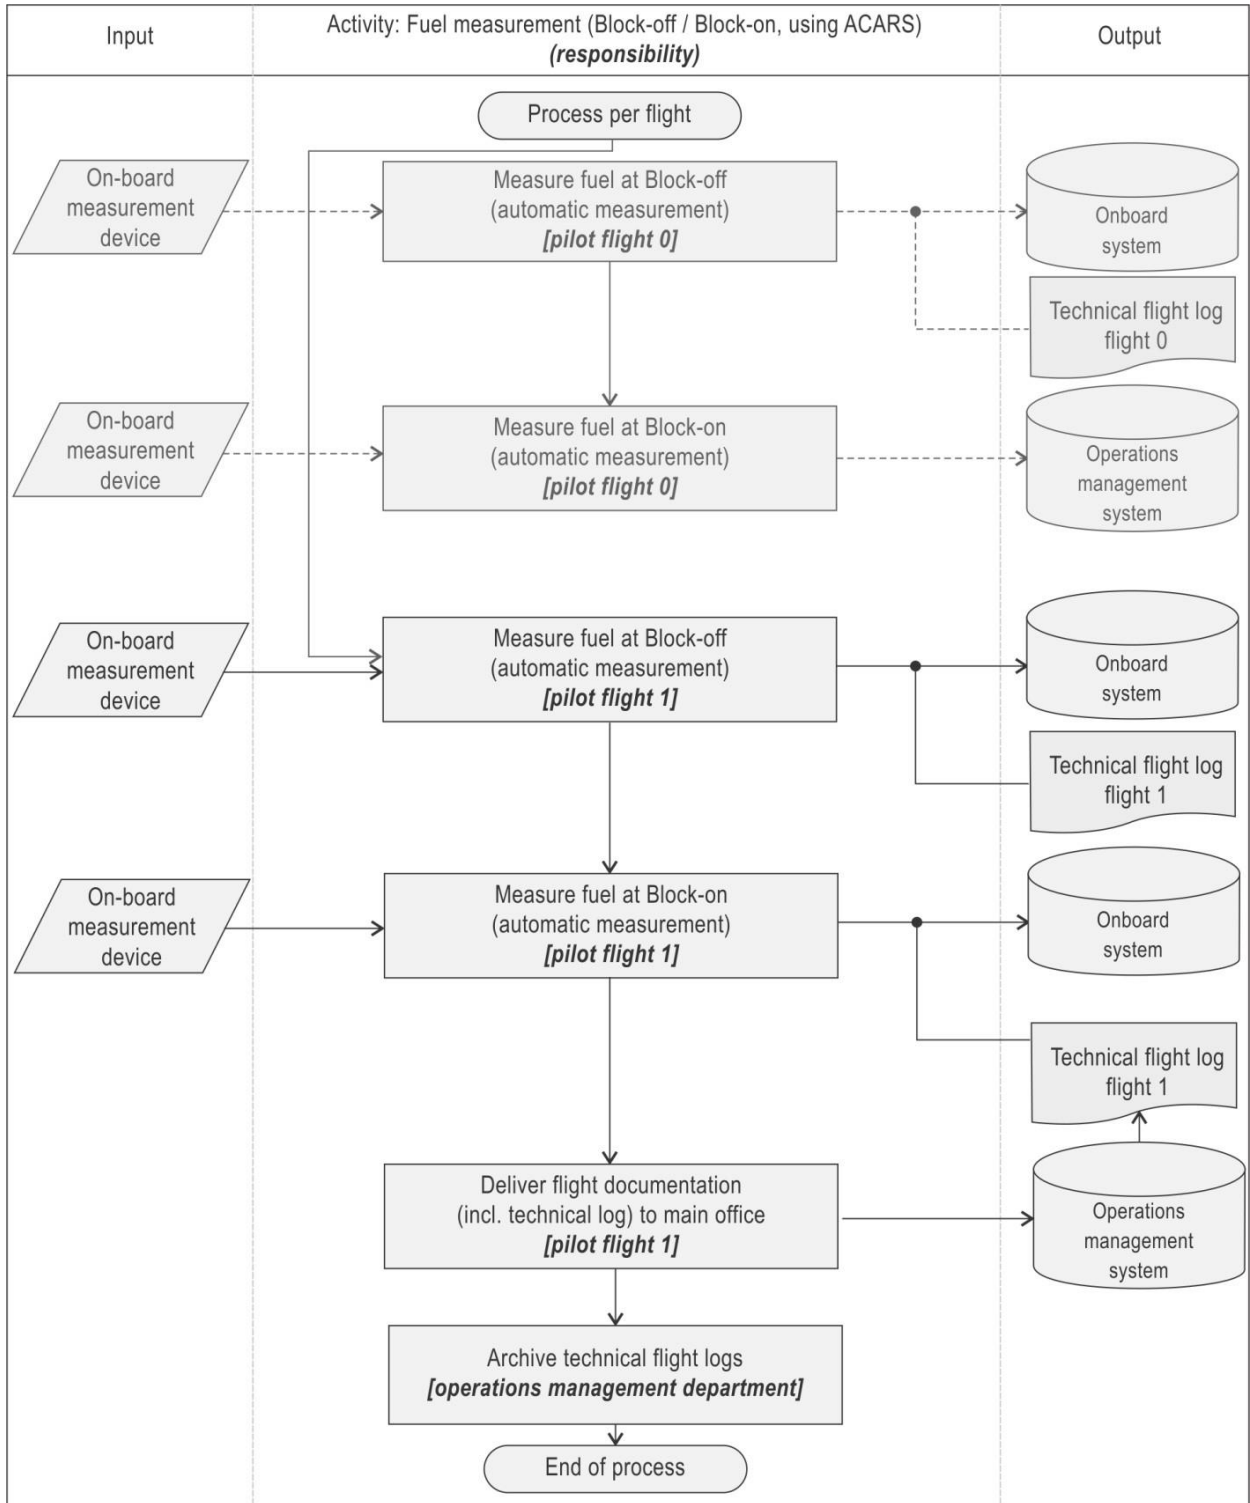 Input
Activity: Fuel measurement (Block-off / Block-on, using ACARS)
(responsibility)
Output
Process per flight
On-board
measurement
device
Measure fuel at Block-off
(automatic measurement)
[pilot flight 0]
Onboard
system
Technical flight log
flight 0
On-board
measurement
device
Measure fuel at Block-on
(automatic measurement)
[pilot flight 0]
Operations
management
system
On-board
measurement
device
Measure fuel at Block-off
(automatic measurement)
[pilot flight 1]
Onboard
system
Technical flight log
flight 1
On-board
measurement
device
Measure fuel at Block-on
(automatic measurement)
[pilot flight 1]
Onboard
system
Technical flight log
flight 1
Deliver flight documentation
(incl. technical log) to main office
[pilot flight 1]
Operations
management
system
Archive technical flight logs
[operations management department]
End of process